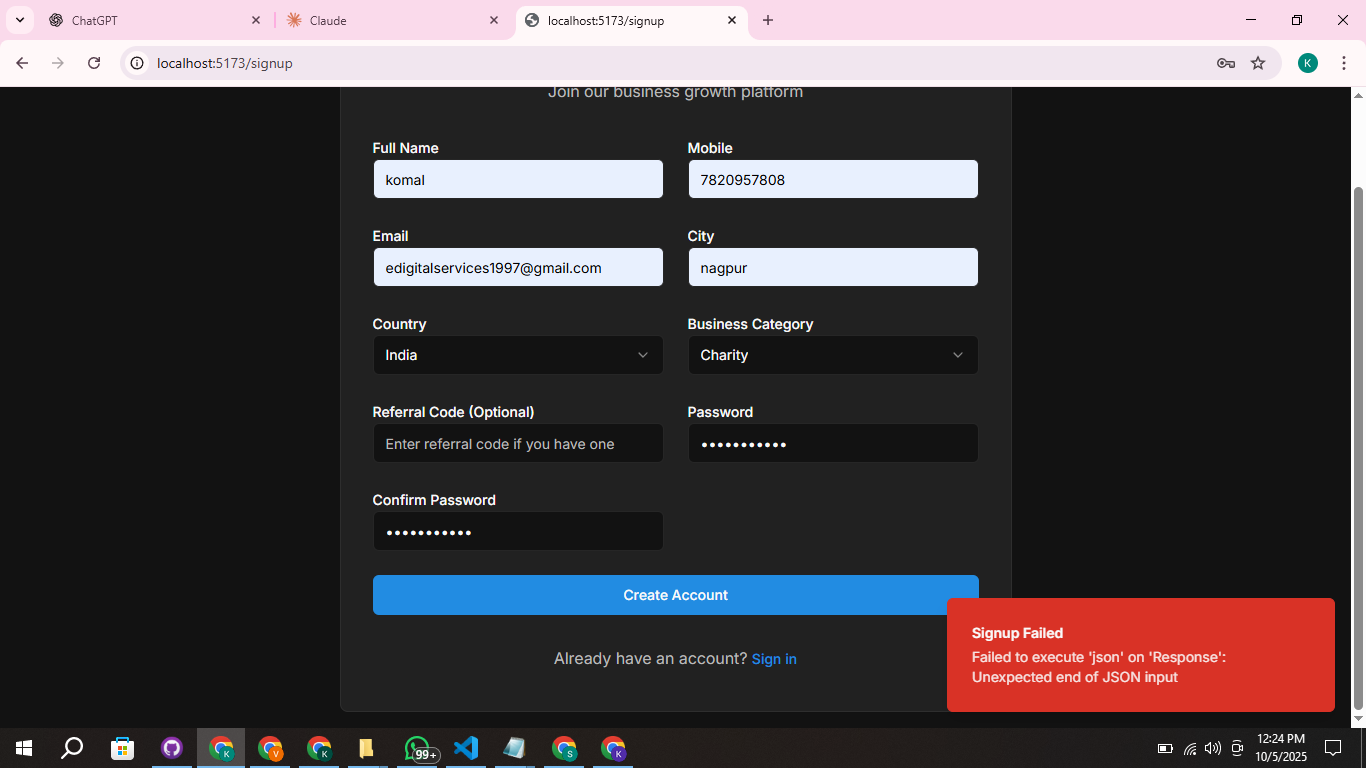 ChatGPT
Claude
localhost:5173/signup
localhost:5173/signup
K
Join our business growth platform
Full Name
Mobile
komal
7820957808
Email
City
edigitalservices1997@gmail.com
nagpur
Country
Business Category
India
Charity
Referral Code (Optional)
Password
Enter referral code if you have one
•••••••••••
Confirm Password
•••••••••••
Create Account
Already have an account? Sign in
Signup Failed
Failed to execute 'json' on 'Response':
Unexpected end of JSON input
K
V
K
99+
S
K
12:24 PM
10/5/2025